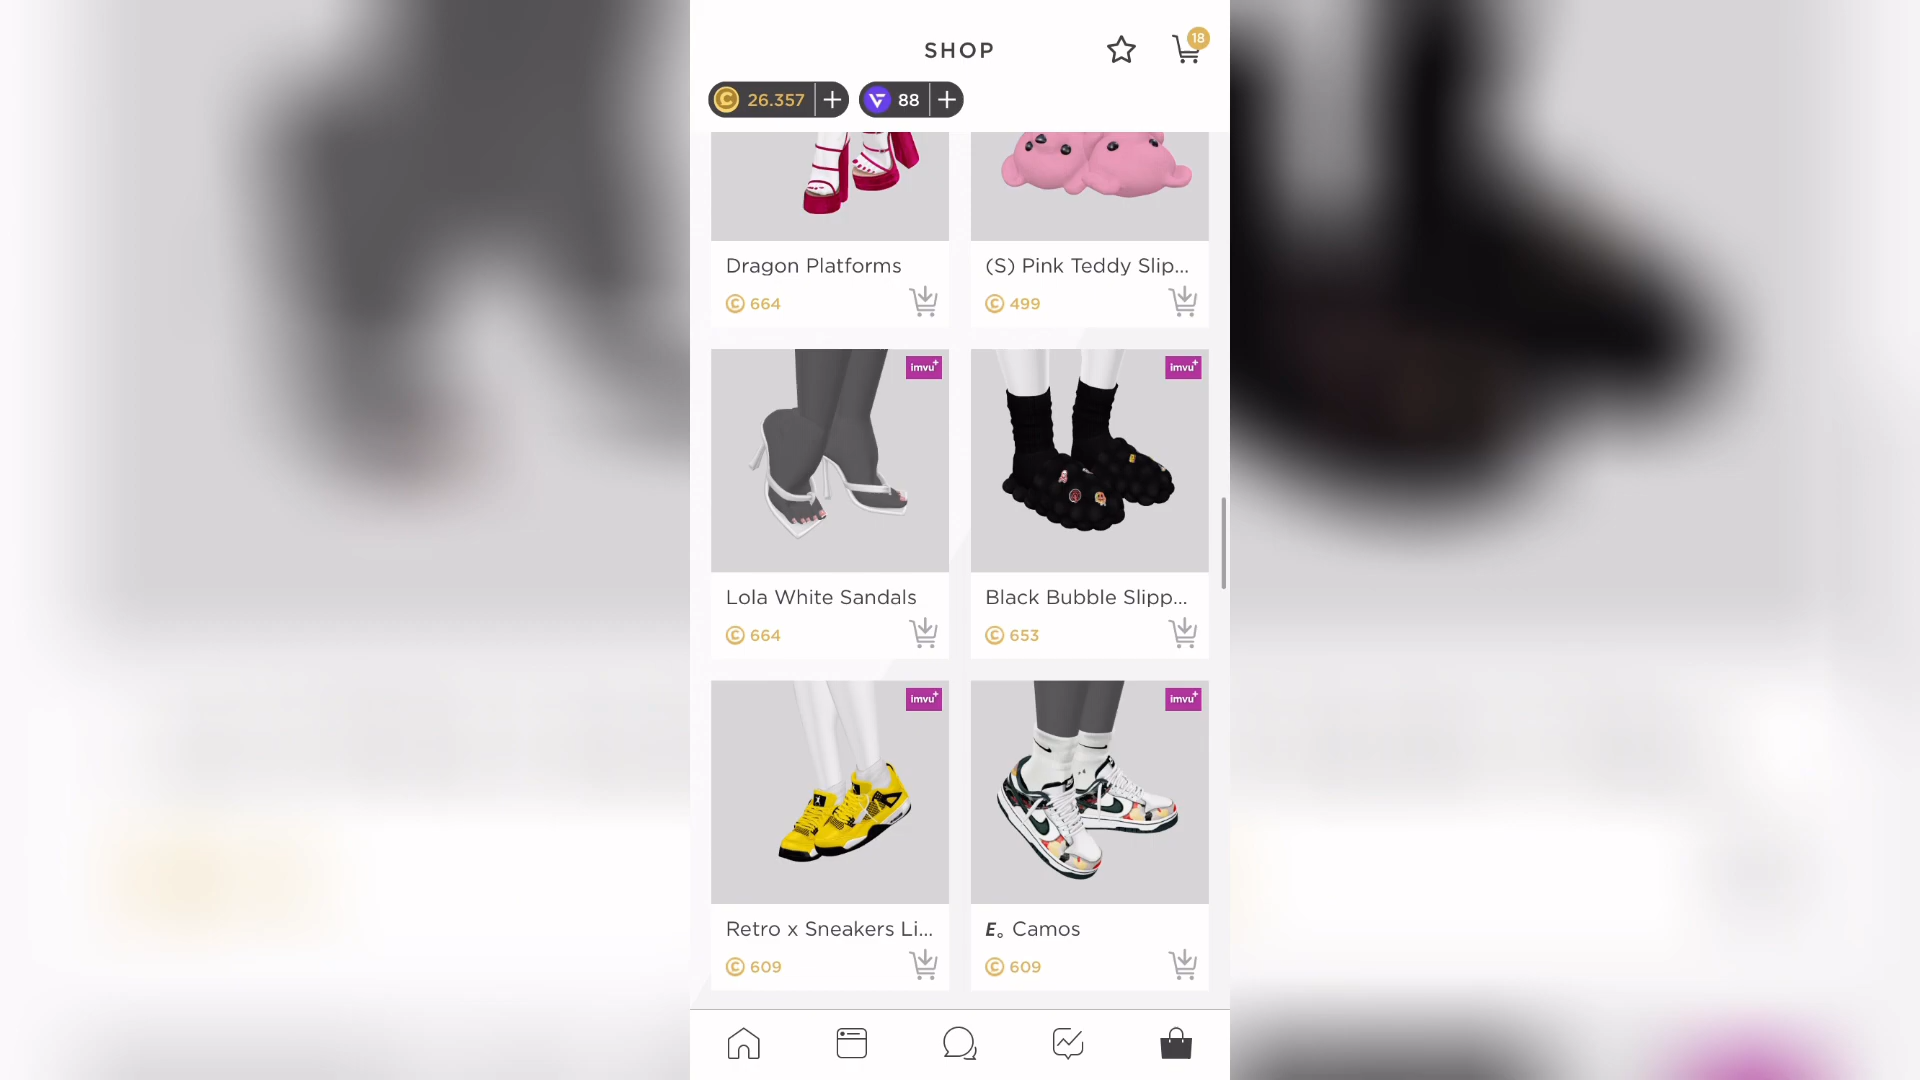 SHOP
18
26.357
88
Dragon Platforms
(S) Pink Teddy Slip...
664
499
imvu+
imvu+
Lola White Sandals
Black Bubble Slipp...
664
653
imvu+
imvu+
Retro x Sneakers Li...
E。 Camos
609
609